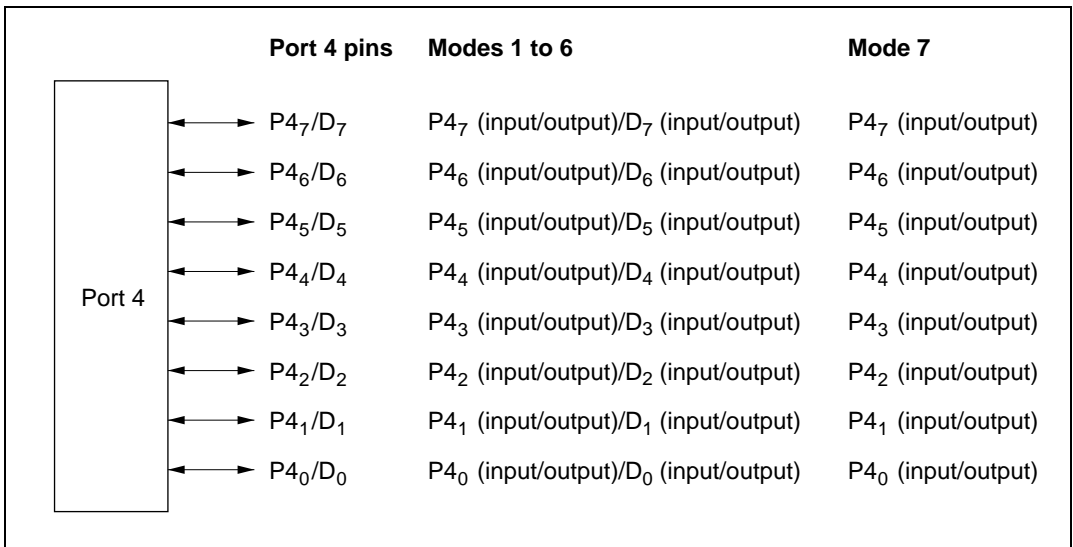 Port 4 pins Modes 1 to 6 Mode 7
P4₇/D₇ P4₇ (input/output)/D₇ (input/output) P4₇ (input/output)
P4₆/D₆ P4₆ (input/output)/D₆ (input/output) P4₆ (input/output)
P4₅/D₅ P4₅ (input/output)/D₅ (input/output) P4₅ (input/output)
P4₄/D₄ P4₄ (input/output)/D₄ (input/output) P4₄ (input/output)
Port 4
P4₃/D₃ P4₃ (input/output)/D₃ (input/output) P4₃ (input/output)
P4₂/D₂ P4₂ (input/output)/D₂ (input/output) P4₂ (input/output)
P4₁/D₁ P4₁ (input/output)/D₁ (input/output) P4₁ (input/output)
P4₀/D₀ P4₀ (input/output)/D₀ (input/output) P4₀ (input/output)